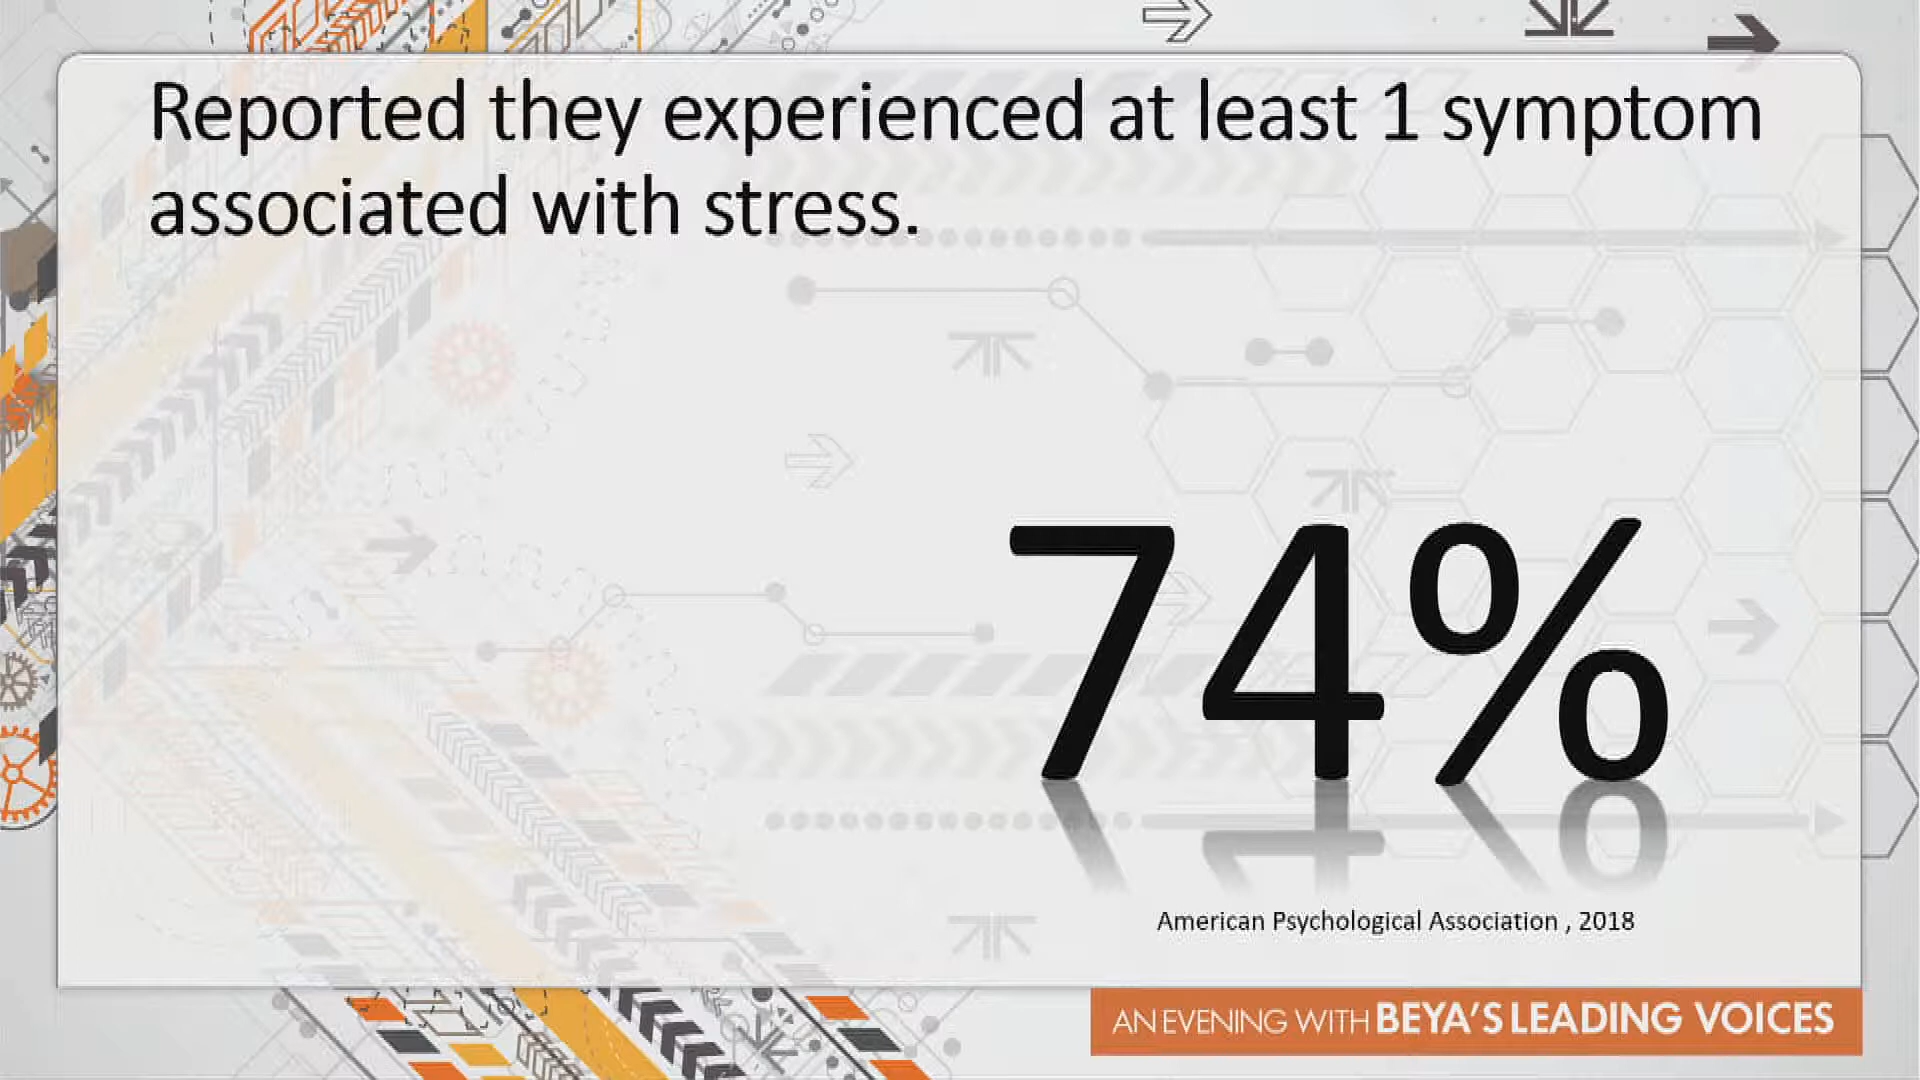 Reported they experienced at least 1 symptom
associated with stress.
74%
American Psychological Association , 2018
AN EVENING WITH BEYA'S LEADING VOICES